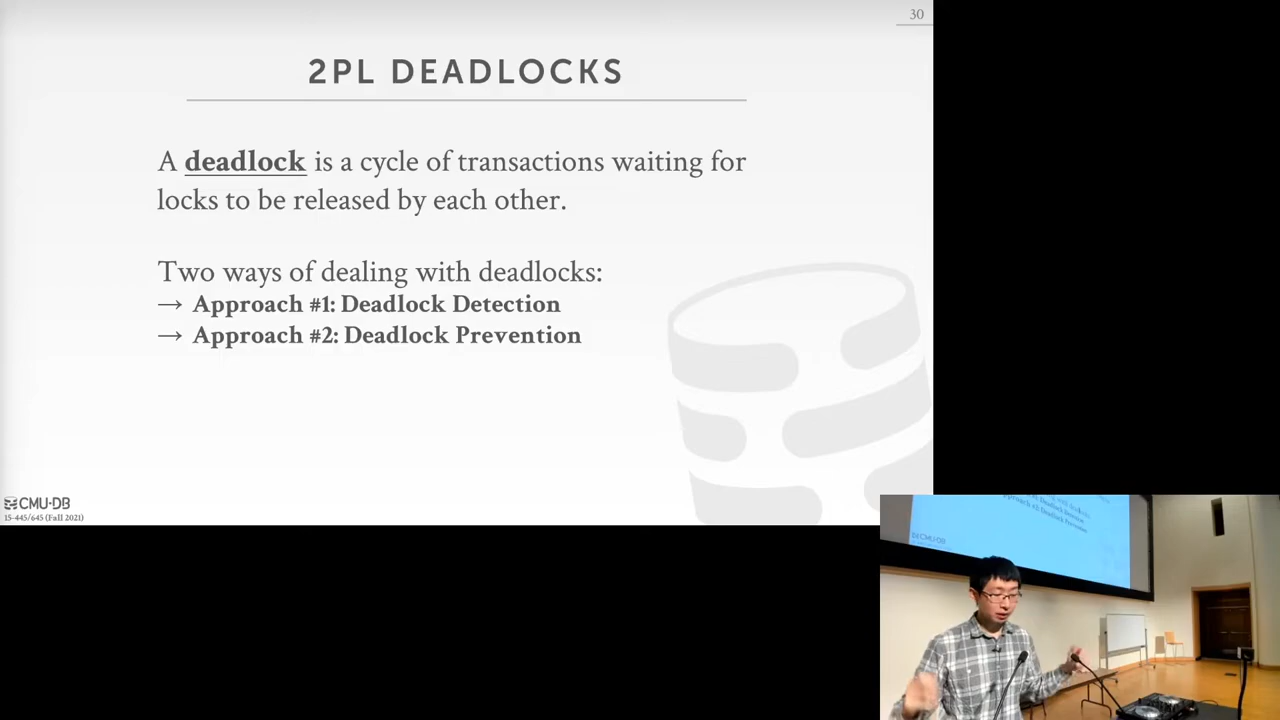 30
2PL DEADLOCKS
A deadlock is a cycle of transactions waiting for
locks to be released by each other.
Two ways of dealing with deadlocks:
→ Approach #1: Deadlock Detection
→ Approach #2: Deadlock Prevention
CMU·DB
15-445/645 (Fall 2021)
CMU·DB